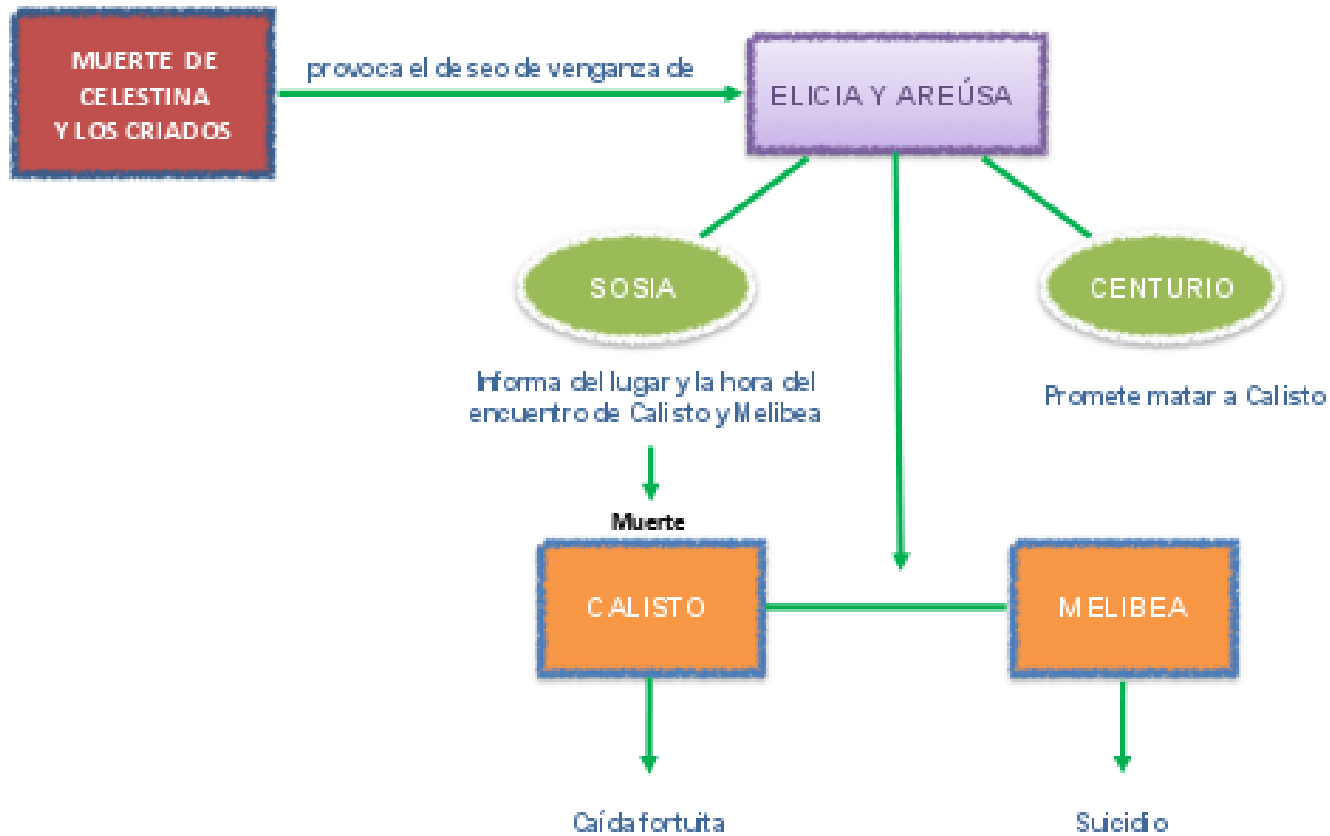 MUERTE DE
CELESTINA
Y LOS CRIADOS
provoca el deseo de venganza de
ELICIA Y AREÚSA
SOSIA
CENTURIO
Informa del lugar y la hora del
encuentro de Calisto y Melibea
Promete matar a Calisto
Muerte
CALISTO
MELIBEA
Caída fortuita
Suicidio